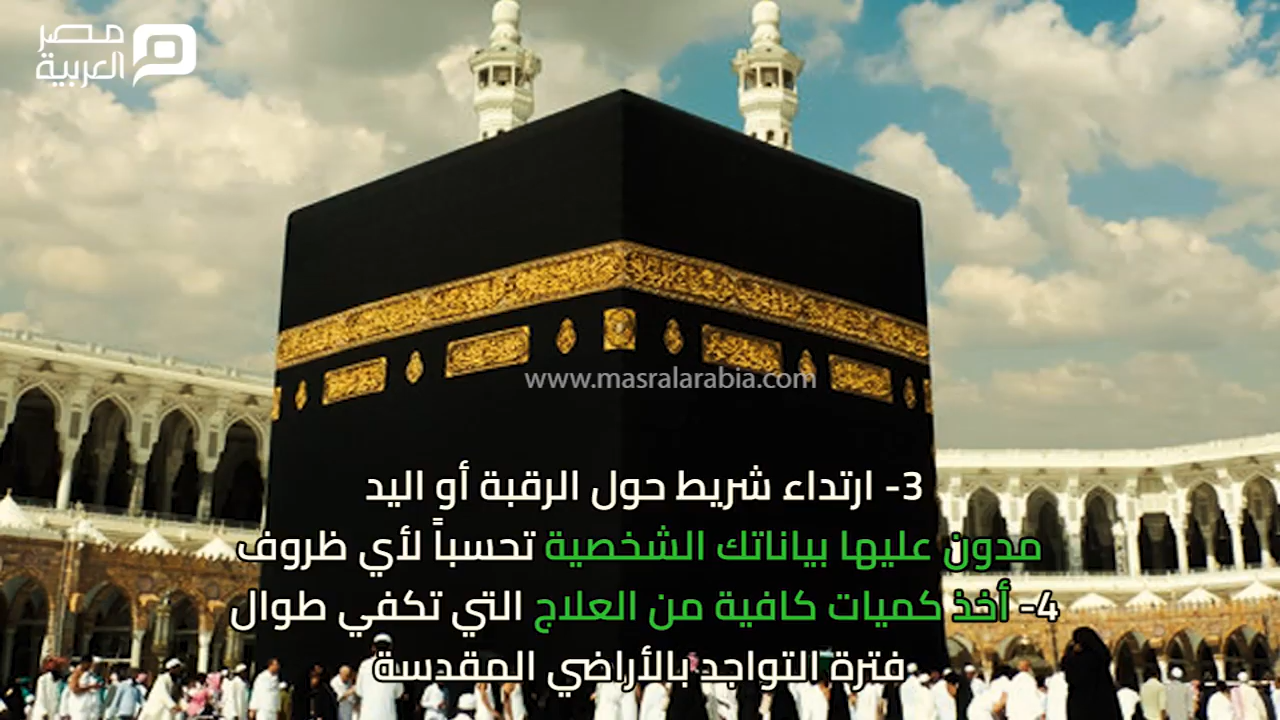 مصر
العربية
www.masralarabia.com
3- ارتداء شريط حول الرقبة أو اليد
مدون عليها بياناتك الشخصية تحسباً لأي ظروف
4- أخذ كميات كافية من العلاج التي تكفي طوال
فترة التواجد بالأراضي المقدسة